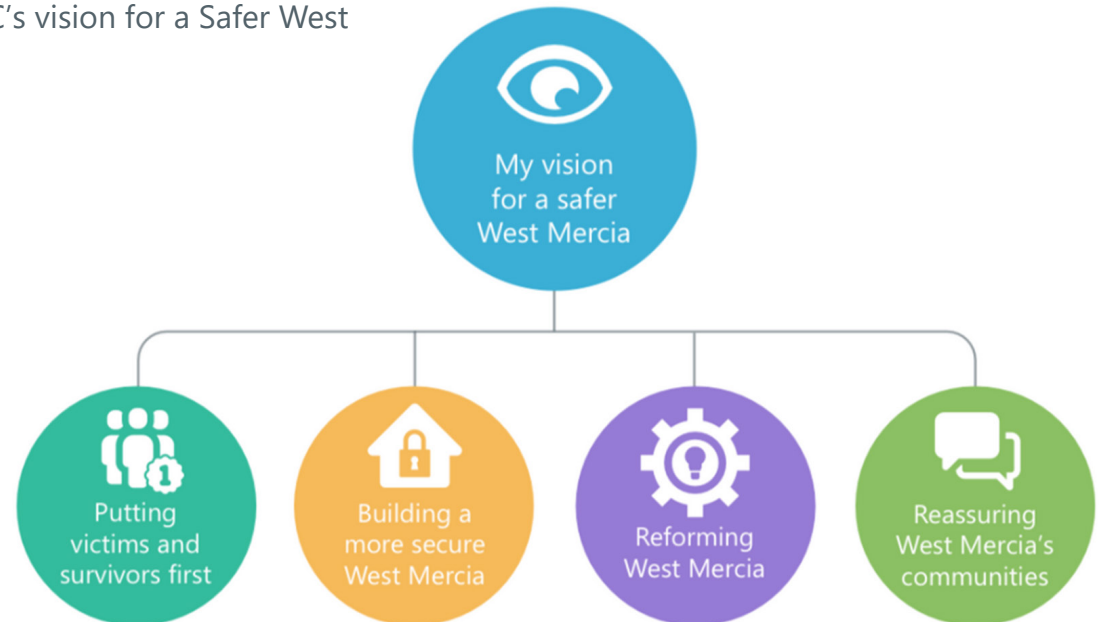 C's vision for a Safer West
My vision
for a safer
West Mercia
1
Putting
victims and
survivors first
Building a
more secure
West Mercia
Reforming
West Mercia
Reassuring
West Mercia's
communities